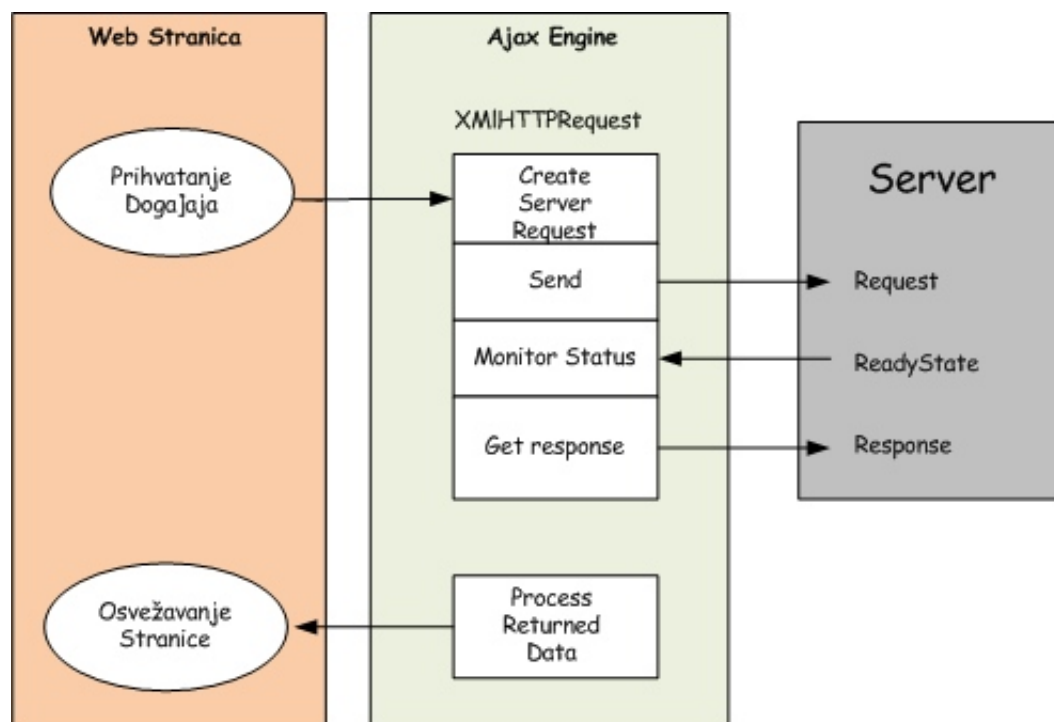 Web Stranica
Ajax Engine
XMlHTTPRequest
Server
Prihvatanje
Doga]aja
Create
Server
Request
Send
Request
Monitor Status
ReadyState
Get response
Response
Osvežavanje
Stranice
Process
Returned
Data